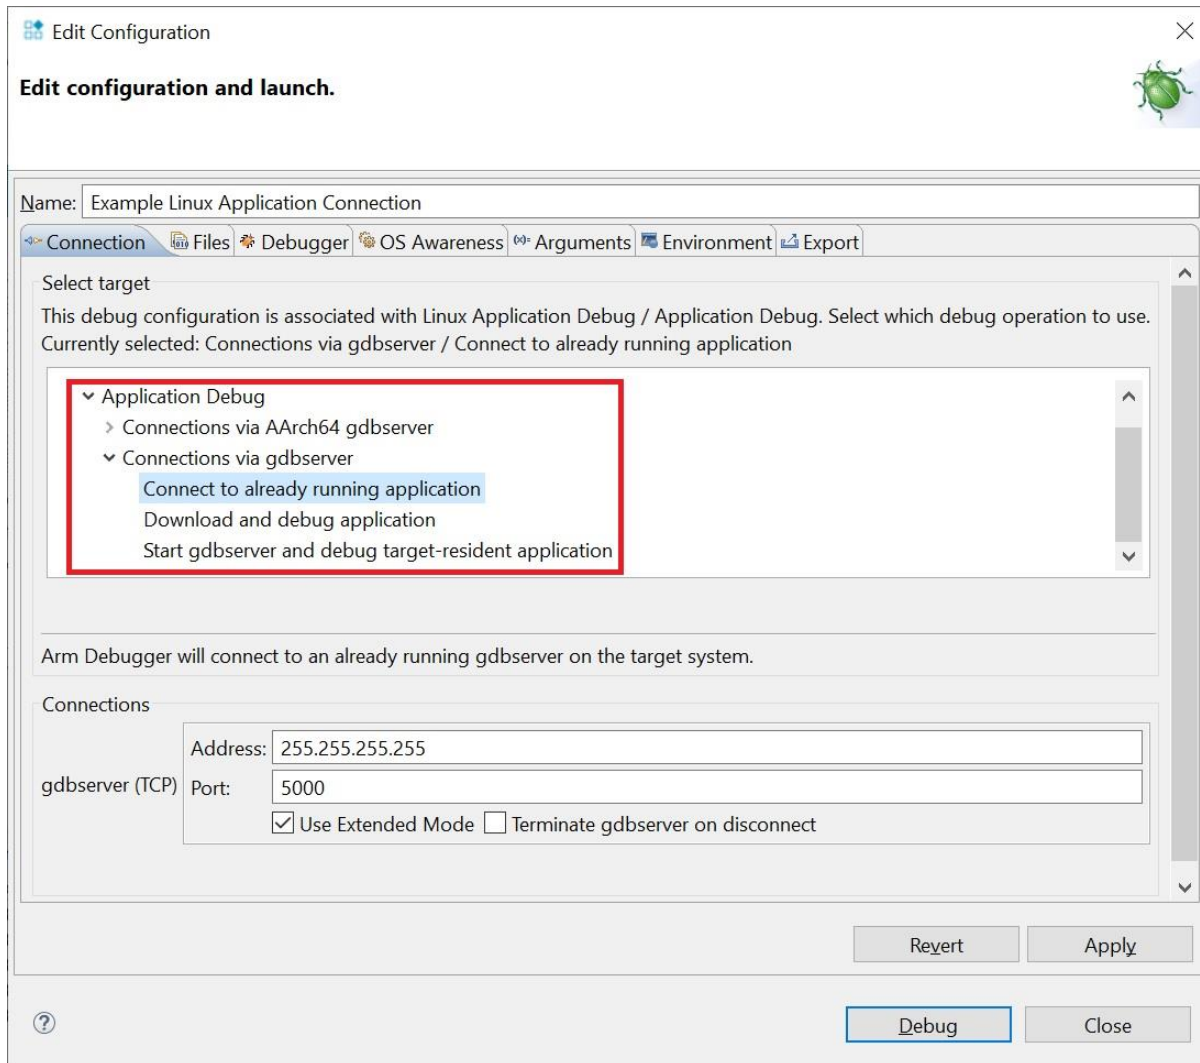 Edit Configuration
Edit configuration and launch.
Name: Example Linux Application Connection
Connection Files Debugger OS Awareness (x)= Arguments Environment Export
Select target
This debug configuration is associated with Linux Application Debug / Application Debug. Select which debug operation to use.
Currently selected: Connections via gdbserver / Connect to already running application
Application Debug
Connections via AArch64 gdbserver
Connections via gdbserver
Connect to already running application
Download and debug application
Start gdbserver and debug target-resident application
Arm Debugger will connect to an already running gdbserver on the target system.
Connections
Address: 255.255.255.255
gdbserver (TCP) Port: 5000
Use Extended Mode Terminate gdbserver on disconnect
Revert Apply
? Debug Close